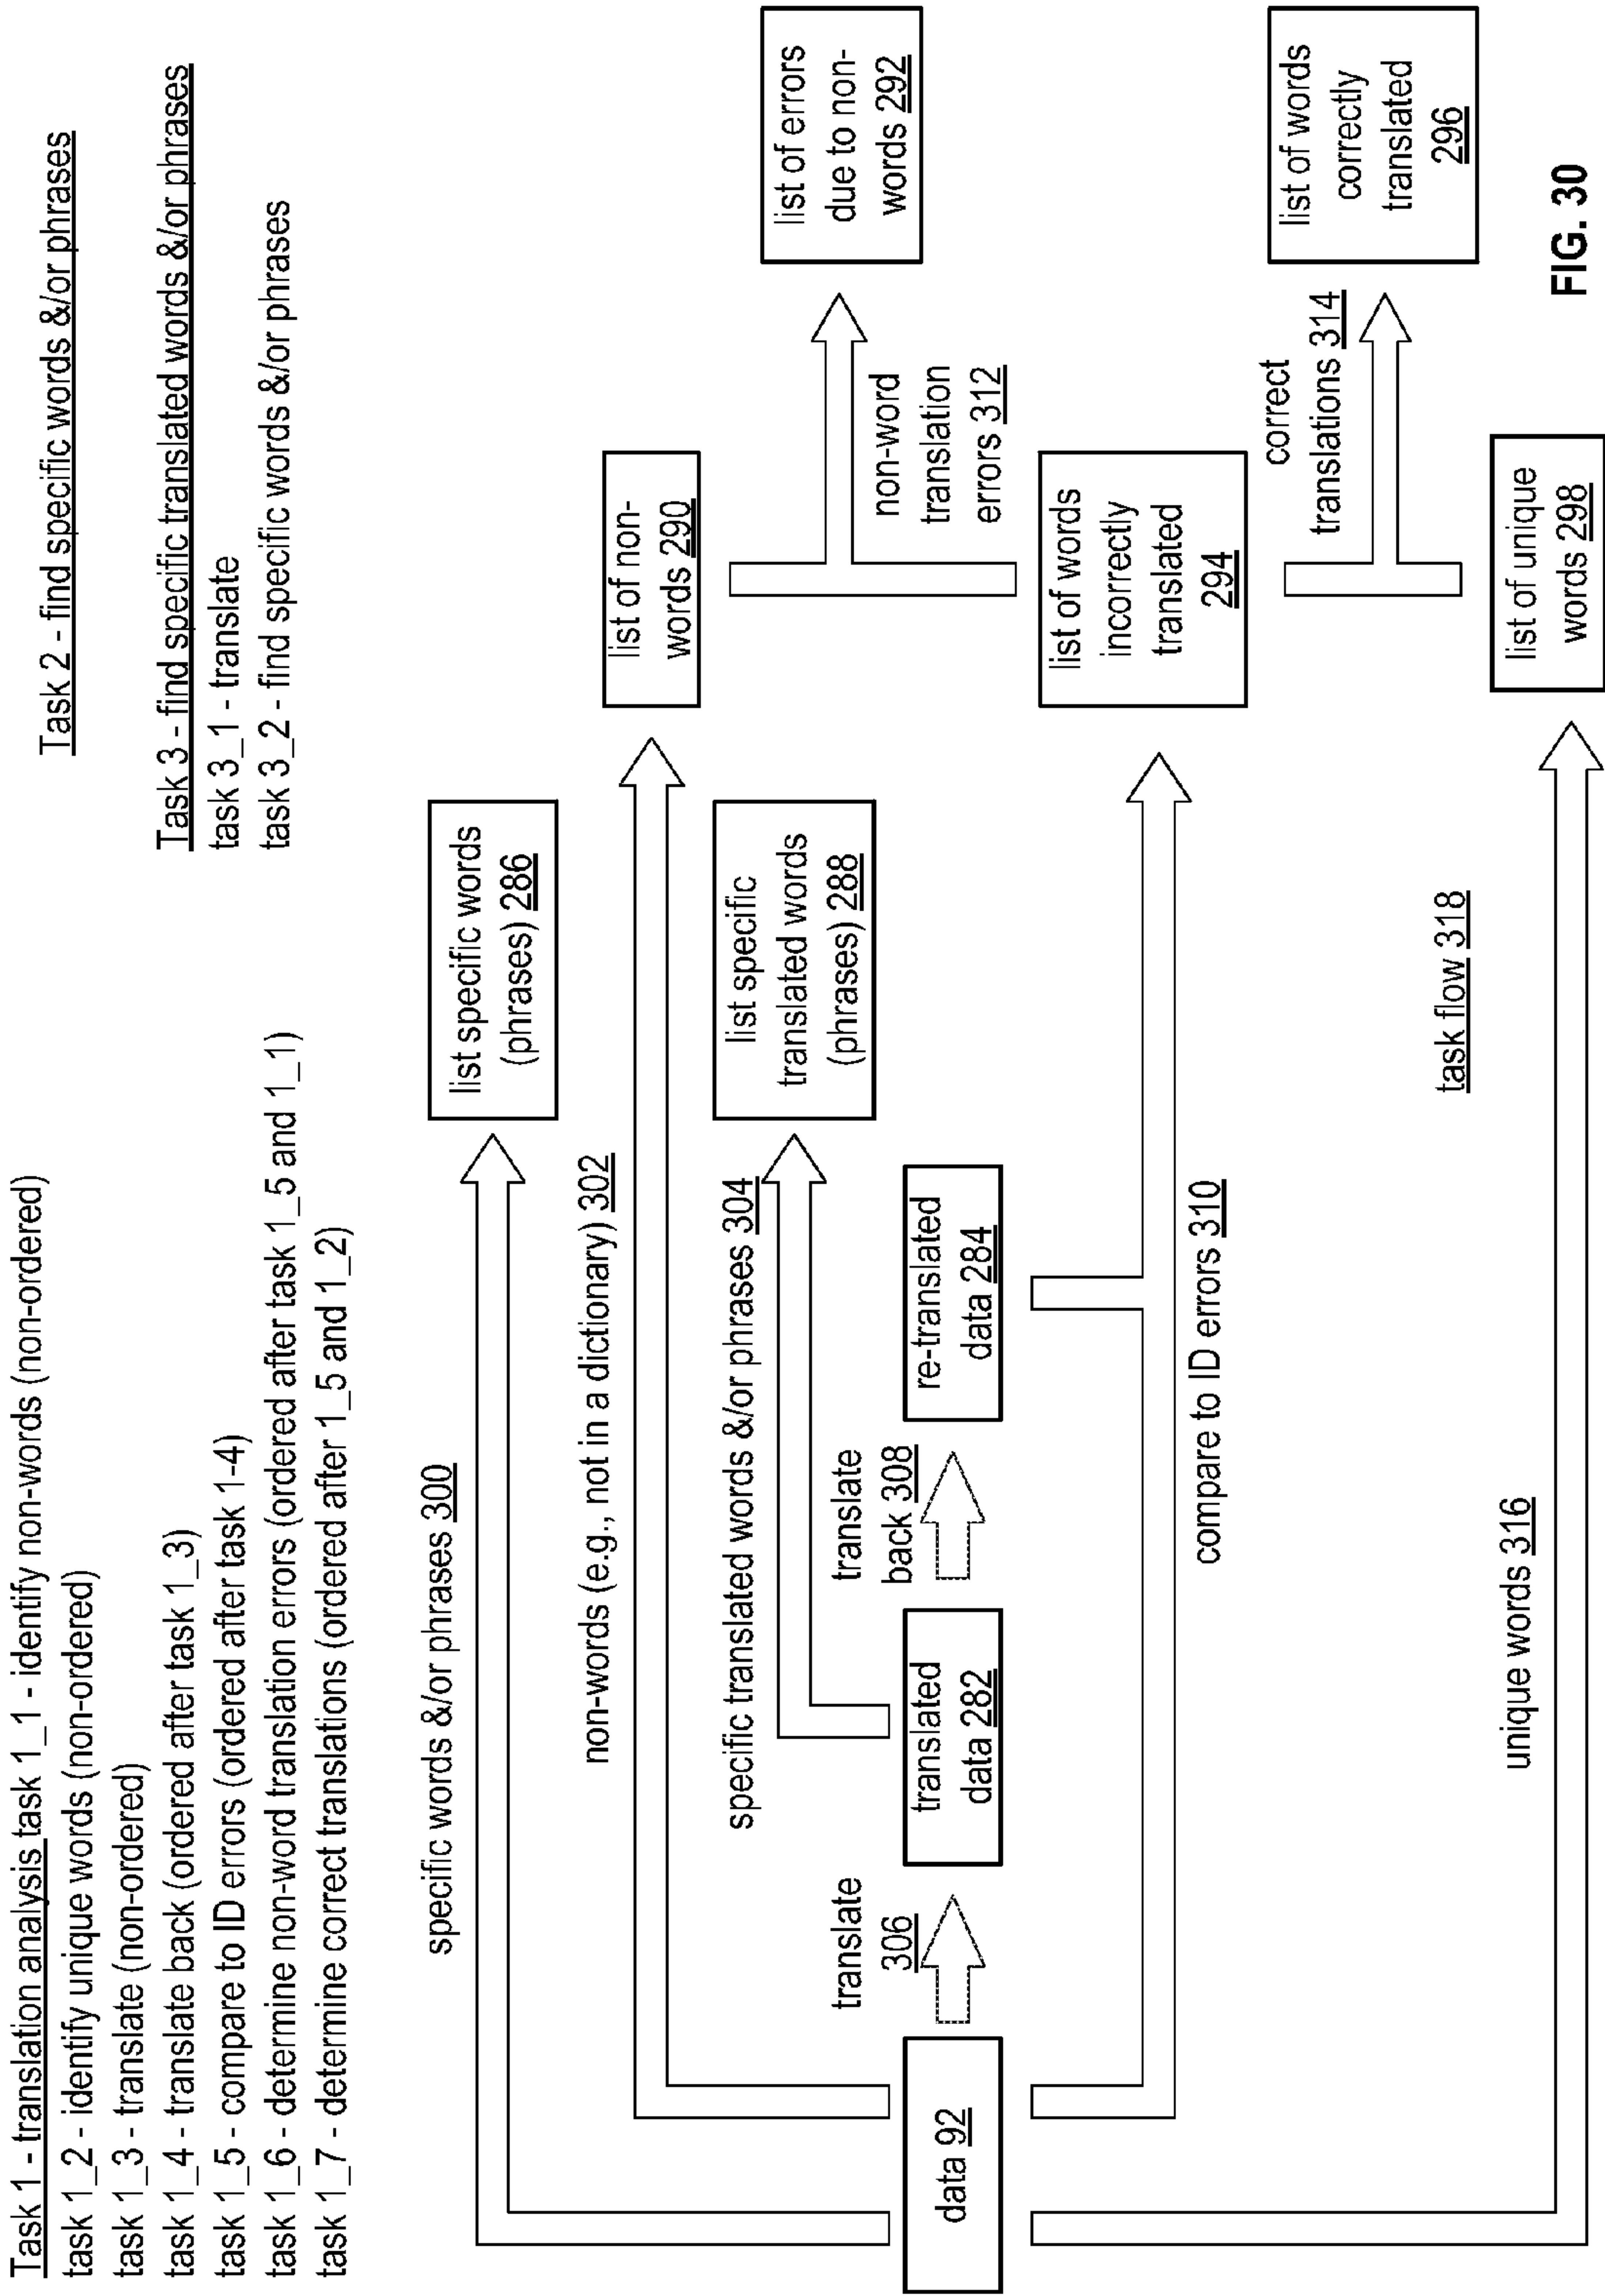 Task 1 - translation analysis task 1_1 - identify non-words (non-ordered)
task 1_2 - identify unique words (non-ordered)
task 1_3 - translate (non-ordered)
task 1_4 - translate back (ordered after task 1_3)
task 1_5 - compare to ID errors (ordered after task 1-4)
task 1_6 - determine non-word translation errors (ordered after task 1_5 and 1_1)
task 1_7 - determine correct translations (ordered after 1_5 and 1_2)
Task 2 - find specific words &/or phrases
Task 3 - find specific translated words &/or phrases
task 3_1 - translate
task 3_2 - find specific words &/or phrases
specific words &/or phrases 300
list specific words
(phrases) 286
non-words (e.g., not in a dictionary) 302
list of non-
words 290
specific translated words &/or phrases 304
list specific
translated words
(phrases) 288
list of errors
due to non-
words 292
non-word
translation
errors 312
data 92
translate
306
translated
data 282
translate
back 308
re-translated
data 284
compare to ID errors 310
list of words
incorrectly
translated
294
correct
translations 314
list of words
correctly
translated
296
unique words 316
task flow 318
list of unique
words 298
FIG. 30